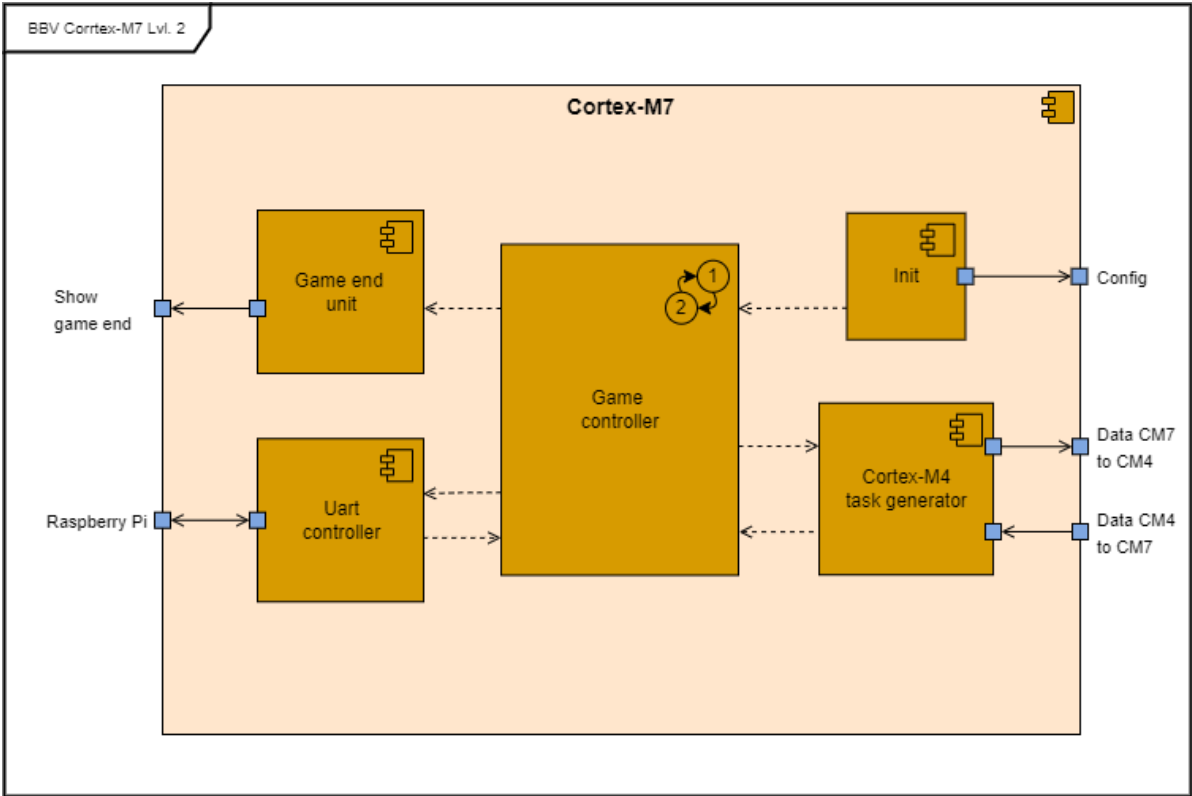 BBV Corrtex-M7 Lvl. 2
Cortex-M7
Game end
unit
Init
Config
Show
game end
1
2
Game
controller
Cortex-M4
task generator
Data CM7
to CM4
Uart
controller
Raspberry Pi
Data CM4
to CM7